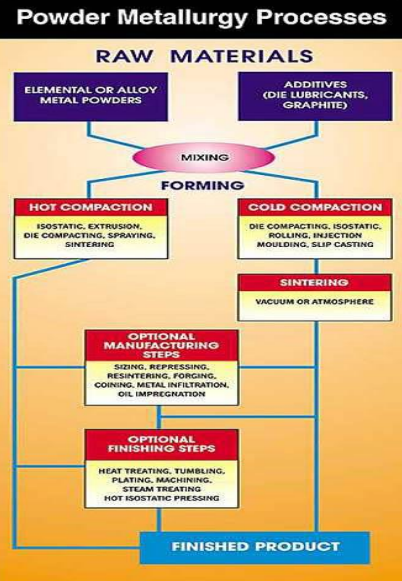 Powder Metallurgy Processes
RAW MATERIALS
ELEMENTAL OR ALLOY
METAL POWDERS
ADDITIVES
(DIE LUBRICANTS,
GRAPHITE)
MIXING
FORMING
HOT COMPACTION
ISOSTATIC, EXTRUSION,
DIE COMPACTING, SPRAYING,
SINTERING
COLD COMPACTION
DIE COMPACTING, ISOSTATIC,
ROLLING, INJECTION
MOULDING, SLIP CASTING
SINTERING
VACUUM OR ATMOSPHERE
OPTIONAL
MANUFACTURING
STEPS
SIZING, REPRESSING,
RESINTERING, FORGING,
COINING, METAL INFILTRATION,
OIL IMPREGNATION
OPTIONAL
FINISHING STEPS
HEAT TREATING, TUMBLING,
PLATING, MACHINING,
STEAM TREATING
HOT ISOSTATIC PRESSING
FINISHED PRODUCT